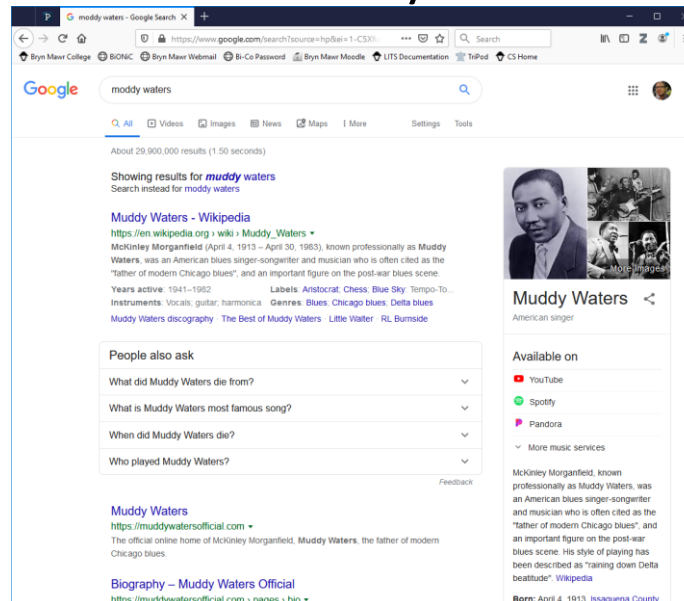 moddy waters - Google Search
https://www.google.com/search?source=hp&ei=1-C5X
Search
Bryn Mawr College BiONiC Bryn Mawr Webmail Bi-Co Password Bryn Mawr Moodle LITS Documentation TriPod CS Home
Google
moddy waters
All Videos Images News Maps More Settings Tools
About 29,900,000 results (1.50 seconds)
Showing results for muddy waters
Search instead for moddy waters
Muddy Waters - Wikipedia
https://en.wikipedia.org › wiki › Muddy_Waters
McKinley Morganfield (April 4, 1913 – April 30, 1983), known professionally as Muddy
Waters, was an American blues singer-songwriter and musician who is often cited as the
"father of modern Chicago blues", and an important figure on the post-war blues scene.
Years active: 1941–1982 Labels: Aristocrat; Chess; Blue Sky; Tempo-To...
Instruments: Vocals; guitar; harmonica Genres: Blues; Chicago blues; Delta blues
Muddy Waters discography · The Best of Muddy Waters · Little Walter · RL Burnside
People also ask
What did Muddy Waters die from?
What is Muddy Waters most famous song?
When did Muddy Waters die?
Who played Muddy Waters?
Feedback
Muddy Waters
https://muddywatersofficial.com
The official online home of McKinley Morganfield, Muddy Waters, the father of modern
Chicago blues.
Biography – Muddy Waters Official
https://muddywatersofficial.com › pages › bio
More images
Muddy Waters
American singer
Available on
YouTube
Spotify
Pandora
More music services
McKinley Morganfield, known
professionally as Muddy Waters, was
an American blues singer-songwriter
and musician who is often cited as the
"father of modern Chicago blues", and
an important figure on the post-war
blues scene. His style of playing has
been described as "raining down Delta
beatitude". Wikipedia
Born: April 4, 1913, Issaquena County